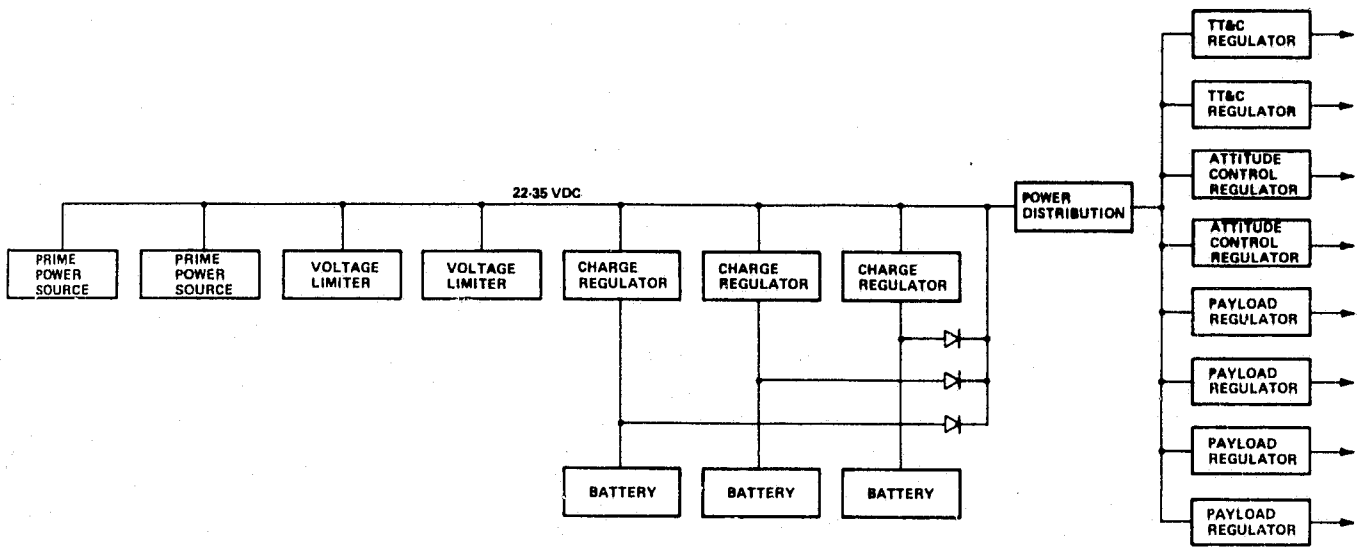 22-35 VDC
PRIME
POWER
SOURCE
PRIME
POWER
SOURCE
VOLTAGE
LIMITER
VOLTAGE
LIMITER
CHARGE
REGULATOR
CHARGE
REGULATOR
CHARGE
REGULATOR
BATTERY
BATTERY
BATTERY
POWER
DISTRIBUTION
TT&C
REGULATOR
TT&C
REGULATOR
ATTITUDE
CONTROL
REGULATOR
ATTITUDE
CONTROL
REGULATOR
PAYLOAD
REGULATOR
PAYLOAD
REGULATOR
PAYLOAD
REGULATOR
PAYLOAD
REGULATOR